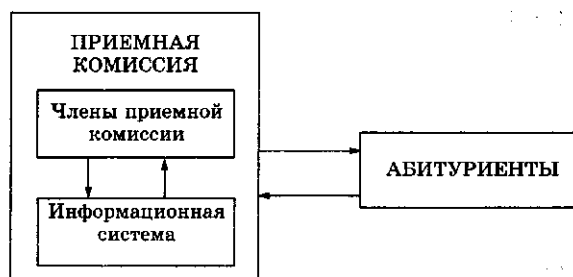 ПРИЕМНАЯ
КОМИССИЯ
Члены приемной
комиссии
Информационная
система
АБИТУРИЕНТЫ